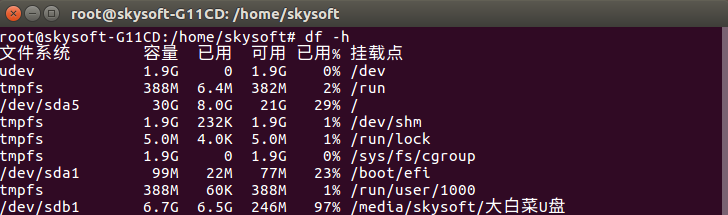 root@skysoft-G11CD: /home/skysoft
root@skysoft-G11CD:/home/skysoft# df -h
文件系统 容量 已用 可用 已用% 挂载点
udev 1.9G 0 1.9G 0% /dev
tmpfs 388M 6.4M 382M 2% /run
/dev/sda5 30G 8.0G 21G 29% /
tmpfs 1.9G 232K 1.9G 1% /dev/shm
tmpfs 5.0M 4.0K 5.0M 1% /run/lock
tmpfs 1.9G 0 1.9G 0% /sys/fs/cgroup
/dev/sda1 99M 22M 77M 23% /boot/efi
tmpfs 388M 60K 388M 1% /run/user/1000
/dev/sdb1 6.7G 6.5G 246M 97% /media/skysoft/大白菜U盘